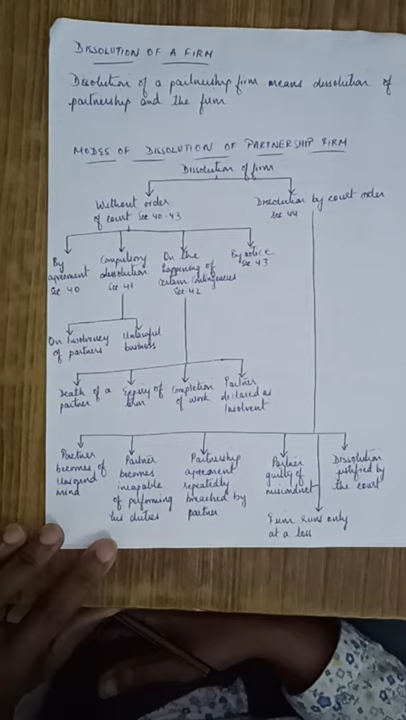 DISSOLUTION OF A FIRM
Dissolution of a partnership firm means dissolution of
partnership and the firm
MODES OF DISSOLUTION OF PARTNERSHIP FIRM
Dissolution of firm
Without order
of court Sec 40-43
Dissolution by court order
Sec 44
By
agreement
Sec 40
Compulsory
dissolution
Sec 41
On the
happening of
certain contingencies
Sec 42
By notice
Sec 43
On Insolvency
of partners
Unlawful
business
Death of a
partner
Expiry of
term
Completion
of work
Partner
declared as
Insolvent
Partner
becomes of
Unsound
mind
Partner
becomes
incapable
of performing
his duties
Partnership
agreement
repeatedly
breached by
partner
Partner
guilty of
misconduct
Firm runs only
at a loss
Dissolution
justified by
the court